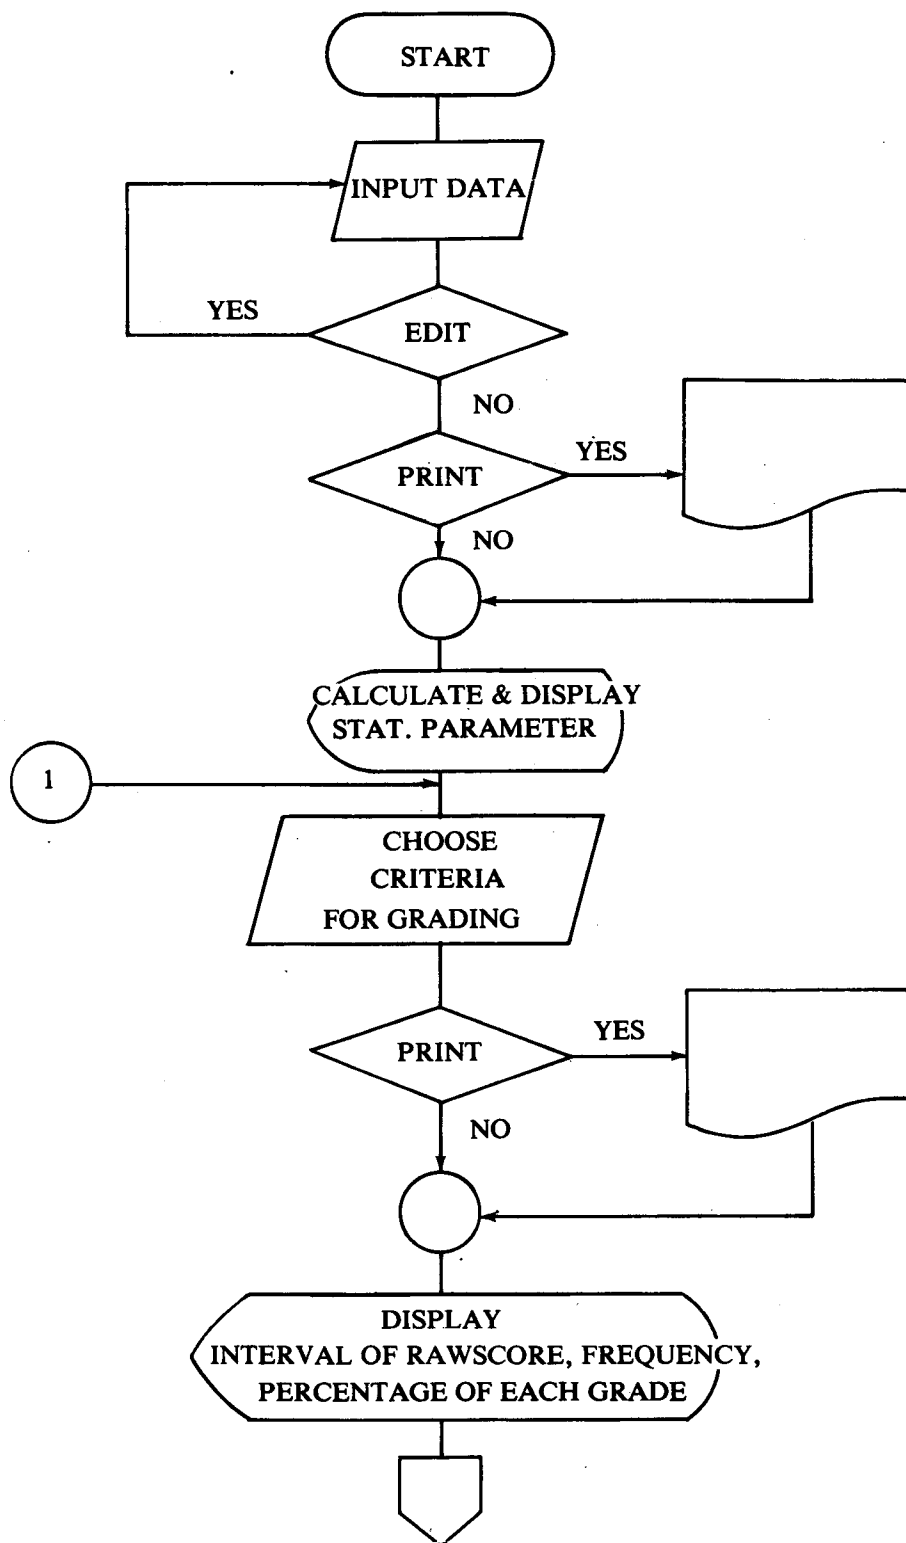 START
INPUT DATA
YES
EDIT
NO
PRINT
YES
NO
CALCULATE & DISPLAY
STAT. PARAMETER
1
CHOOSE
CRITERIA
FOR GRADING
PRINT
YES
NO
DISPLAY
INTERVAL OF RAWSCORE, FREQUENCY,
PERCENTAGE OF EACH GRADE